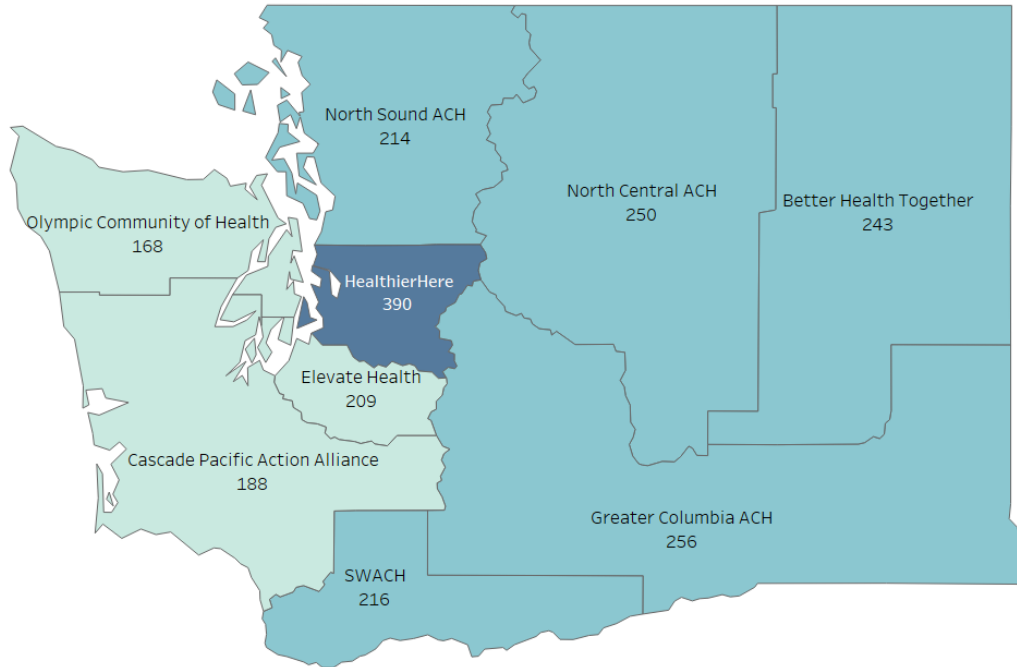 North Sound ACH
214
North Central ACH
250
Better Health Together
243
Olympic Community of Health
168
HealthierHere
390
Elevate Health
209
Cascade Pacific Action Alliance
188
Greater Columbia ACH
256
SWACH
216